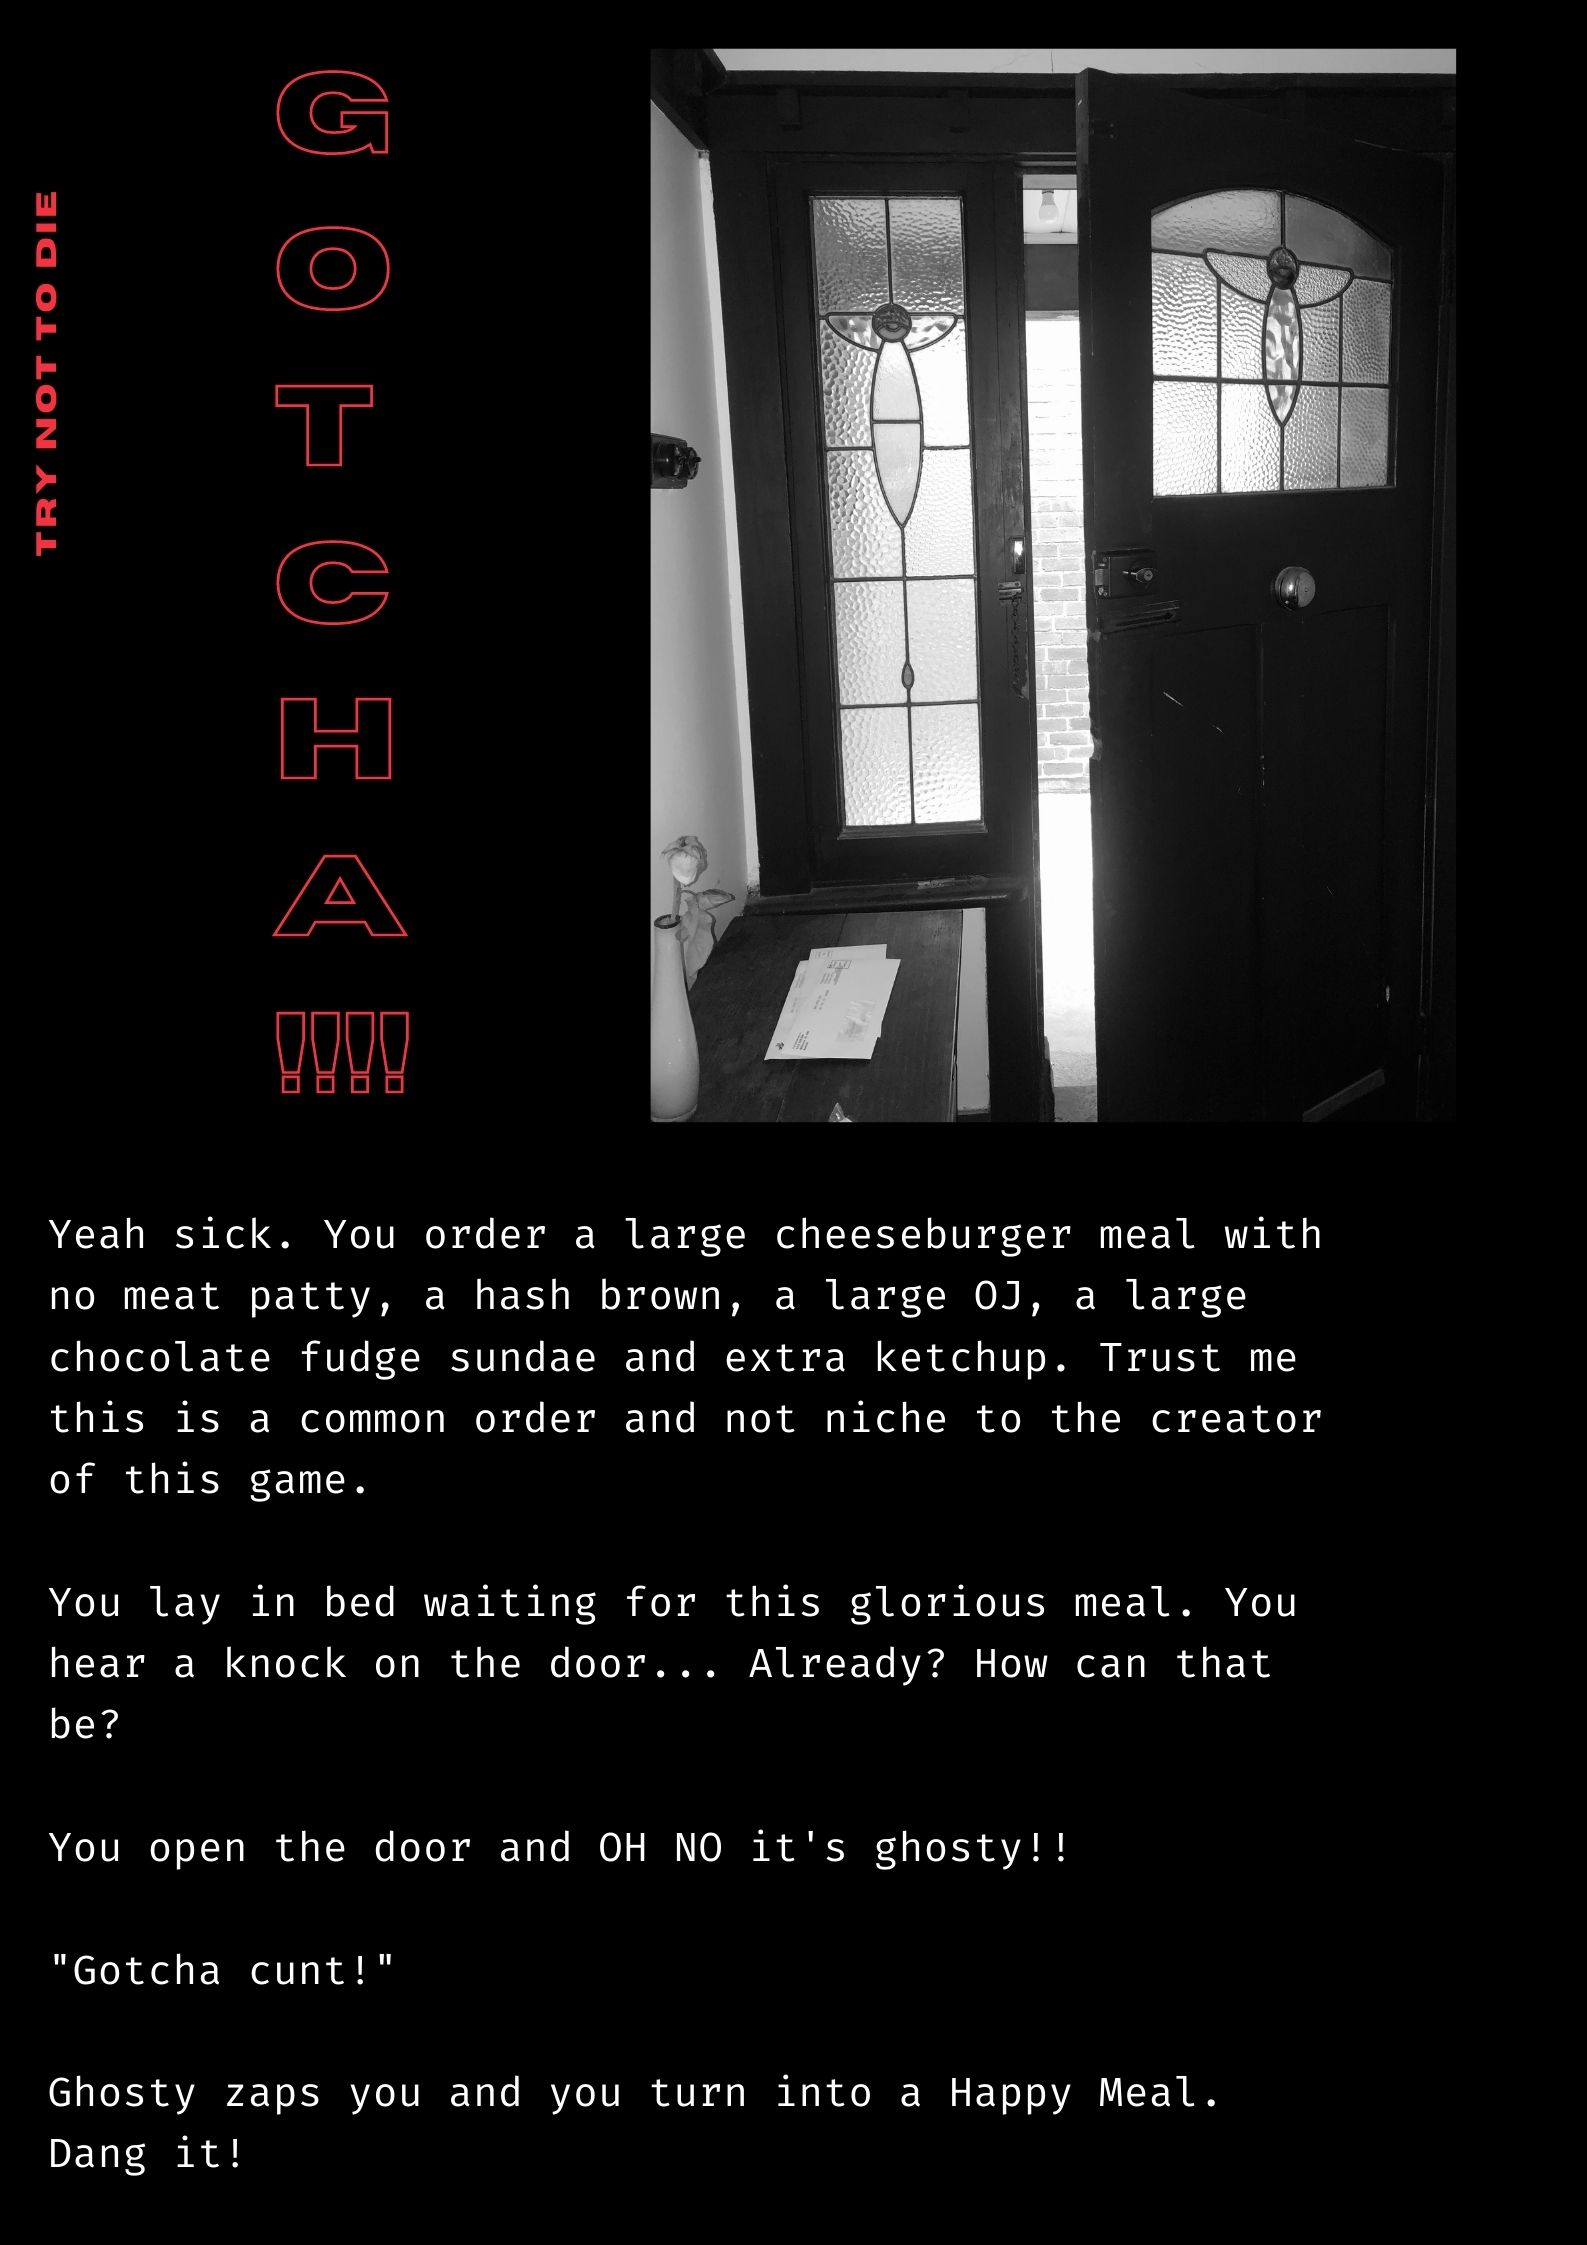 TRY NOT TO DIE
GOTCHA!!!!
Yeah sick. You order a large cheeseburger meal with
no meat patty, a hash brown, a large OJ, a large
chocolate fudge sundae and extra ketchup. Trust me
this is a common order and not niche to the creator
of this game.
You lay in bed waiting for this glorious meal. You
hear a knock on the door... Already? How can that
be?
You open the door and OH NO it's ghosty!!
"Gotcha cunt!"
Ghosty zaps you and you turn into a Happy Meal.
Dang it!